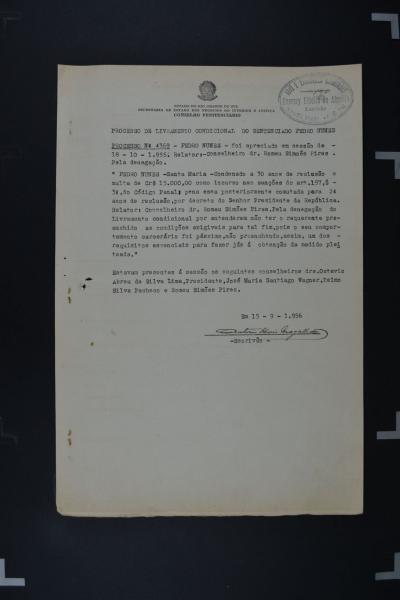 ESTADO DO RIO GRANDE DO SUL
SECRETARIA DE ESTADO DOS NEGÓCIOS DO INTERIOR E JUSTIÇA
CONSELHO PENITENCIÁRIO
PROCESSO DE LIVRAMENTO CONDICIONAL DO SENTENCIADO PEDRO NUNES
PROCESSO Nº 4369 - PEDRO NUNES - foi apreciado em sessão de -
18 - 10 - 1.955. Relator:-Conselheiro dr. Romeu Simões Pires .
Pela denegação.
" PEDRO NUNES -Santa Maria -Condenado a 30 anos de reclusão e
multa de Cr$ 15.000,00 como incurso nas sanções do art.157,§ -
3º,do Código Penal; pena essa posteriormente comutada para 24
anos de reclusão,por decreto do Senhor Presidente da República.
Relator: Conselheiro dr. Romeu Simões Pires.Pela denegação do
livramento condicional por entenderem não ter o requerente pre-
enchido as condições exigíveis para tal fim,pois o seu compor-
tamento carcerário foi péssimo,não preenchendo,assim, um dos -
requisitos essenciais para fazer jús á obtenção da medida plei
teada."
Estavam presentes á sessão os seguintes conselheiros drs.Octavio
Abreu da Silva Lima,Presidente,José Maria Santiago Wagner,Telmo
Silva Pacheco e Romeu Simões Pires.
Em 15 - 9 - 1.956
-Escrivão -